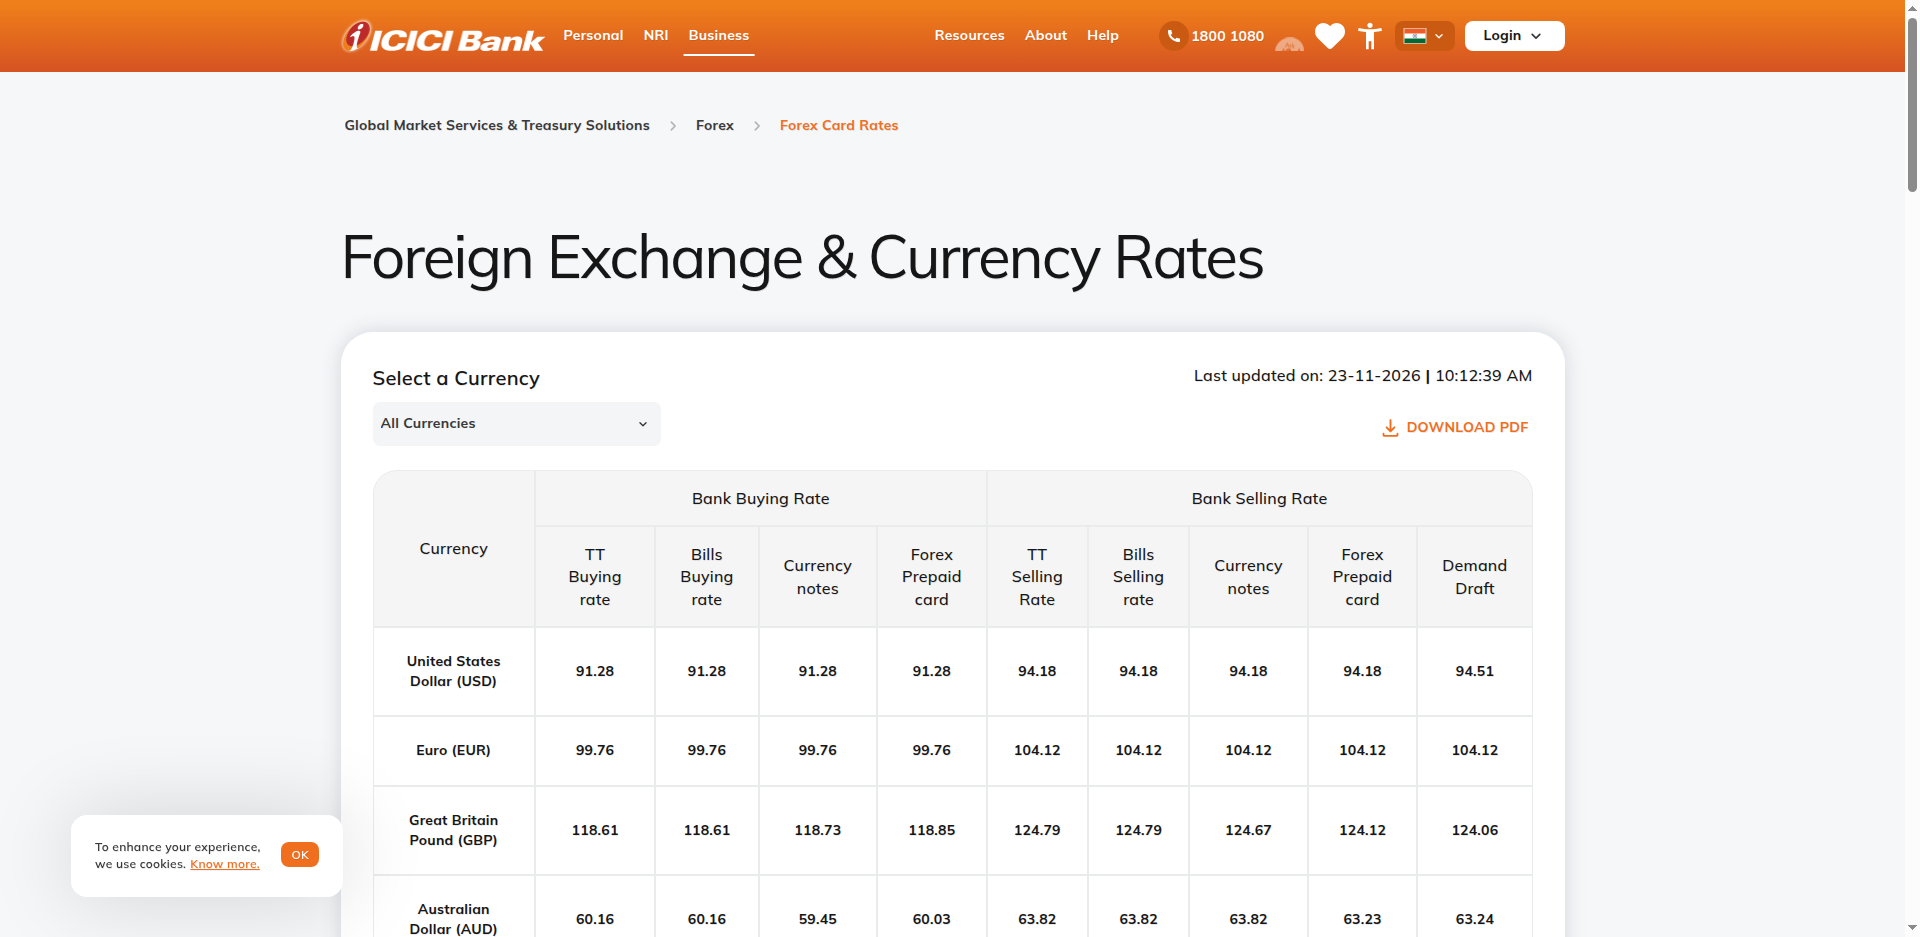 ICICI Bank Personal NRI Business Resources About Help 1800 1080 Login
Global Market Services & Treasury Solutions Forex Forex Card Rates
Foreign Exchange & Currency Rates
Select a Currency
Last updated on: 23-11-2026 | 10:12:39 AM
All Currencies
DOWNLOAD PDF
Currency
Bank Buying Rate
Bank Selling Rate
TT Buying rate
Bills Buying rate
Currency notes
Forex Prepaid card
TT Selling Rate
Bills Selling rate
Currency notes
Forex Prepaid card
Demand Draft
United States Dollar (USD) 91.28 91.28 91.28 91.28 94.18 94.18 94.18 94.18 94.51
Euro (EUR) 99.76 99.76 99.76 99.76 104.12 104.12 104.12 104.12 104.12
Great Britain Pound (GBP) 118.61 118.61 118.73 118.85 124.79 124.79 124.67 124.12 124.06
Australian Dollar (AUD) 60.16 60.16 59.45 60.03 63.82 63.82 63.82 63.23 63.24
To enhance your experience,
we use cookies. Know more.
OK